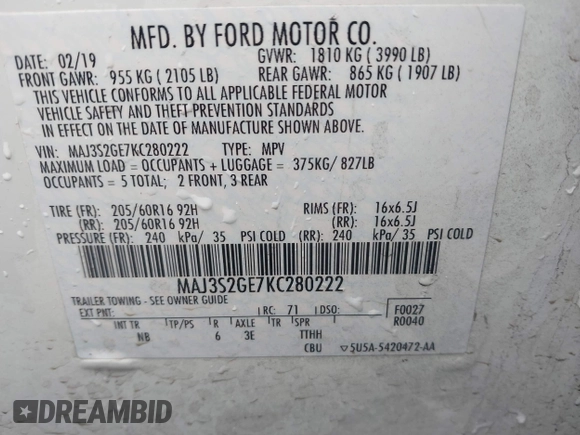 MFD. BY FORD MOTOR CO.
DATE: 02/19 GVWR: 1810 KG ( 3990 LB)
FRONT GAWR: 955 KG ( 2105 LB) REAR GAWR: 865 KG ( 1907 LB)
THIS VEHICLE CONFORMS TO ALL APPLICABLE FEDERAL MOTOR
VEHICLE SAFETY AND THEFT PREVENTION STANDARDS
IN EFFECT ON THE DATE OF MANUFACTURE SHOWN ABOVE.
VIN: MAJ3S2GE7KC280222 TYPE: MPV
MAXIMUM LOAD = OCCUPANTS + LUGGAGE = 375KG/ 827LB
OCCUPANTS = 5 TOTAL; 2 FRONT, 3 REAR
TIRE (FR): 205/60R16 92H RIMS (FR): 16x6.5J
(RR): 205/60R16 92H (RR): 16x6.5J
PRESSURE (FR): 240 kPa/ 35 PSI COLD (RR): 240 kPa/ 35 PSI COLD
MAJ3S2GE7KC280222
TRAILER TOWING - SEE OWNER GUIDE
EXT PNT: RC: 71 DSO: F0027
R0040
INT TR TP/PS R AXLE TR SPR
NB 6 3E TTHH
CBU 5U5A-5420472-AA
DREAMBID